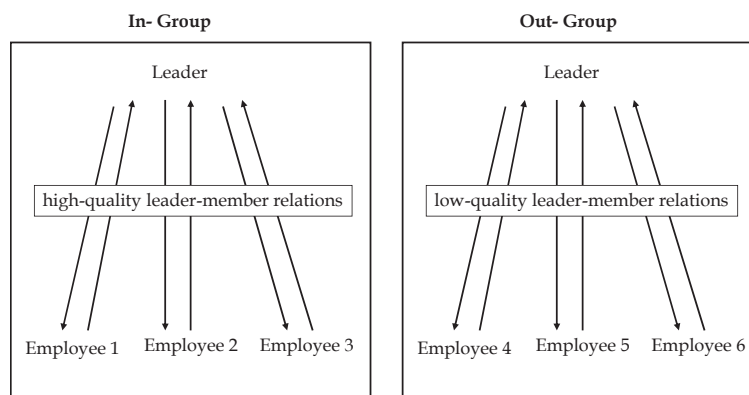 In- Group
Leader
high-quality leader-member relations
Employee 1
Employee 2
Employee 3
Out- Group
Leader
low-quality leader-member relations
Employee 4
Employee 5
Employee 6